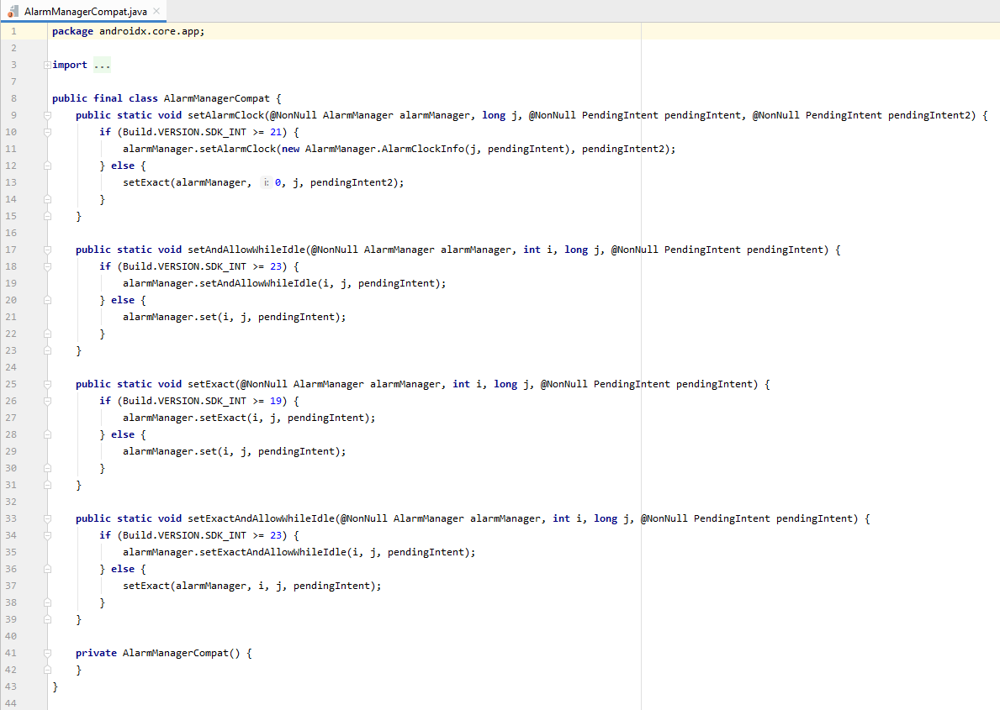 AlarmManagerCompat.java
1 package androidx.core.app;
2
3 import ...
7
8 public final class AlarmManagerCompat {
9     public static void setAlarmClock(@NonNull AlarmManager alarmManager, long j, @NonNull PendingIntent pendingIntent, @NonNull PendingIntent pendingIntent2) {
10         if (Build.VERSION.SDK_INT >= 21) {
11             alarmManager.setAlarmClock(new AlarmManager.AlarmClockInfo(j, pendingIntent), pendingIntent2);
12         } else {
13             setExact(alarmManager, i: 0, j, pendingIntent2);
14         }
15     }
16
17     public static void setAndAllowWhileIdle(@NonNull AlarmManager alarmManager, int i, long j, @NonNull PendingIntent pendingIntent) {
18         if (Build.VERSION.SDK_INT >= 23) {
19             alarmManager.setAndAllowWhileIdle(i, j, pendingIntent);
20         } else {
21             alarmManager.set(i, j, pendingIntent);
22         }
23     }
24
25     public static void setExact(@NonNull AlarmManager alarmManager, int i, long j, @NonNull PendingIntent pendingIntent) {
26         if (Build.VERSION.SDK_INT >= 19) {
27             alarmManager.setExact(i, j, pendingIntent);
28         } else {
29             alarmManager.set(i, j, pendingIntent);
30         }
31     }
32
33     public static void setExactAndAllowWhileIdle(@NonNull AlarmManager alarmManager, int i, long j, @NonNull PendingIntent pendingIntent) {
34         if (Build.VERSION.SDK_INT >= 23) {
35             alarmManager.setExactAndAllowWhileIdle(i, j, pendingIntent);
36         } else {
37             setExact(alarmManager, i, j, pendingIntent);
38         }
39     }
40
41     private AlarmManagerCompat() {
42     }
43 }
44